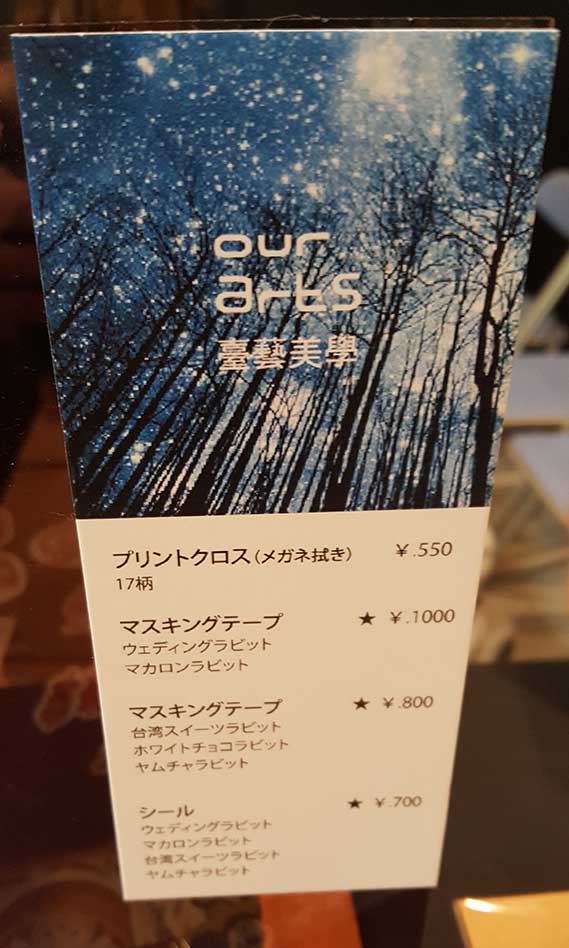 our
arts
臺藝美學
プリントクロス(メガネ拭き) ￥.550
17柄
マスキングテープ ★ ￥.1000
ウェディングラビット
マカロンラビット
マスキングテープ ★ ￥.800
台湾スイーツラビット
ホワイトチョコラビット
ヤムチャラビット
シール ★ ￥.700
ウェディングラビット
マカロンラビット
台湾スイーツラビット
ヤムチャラビット